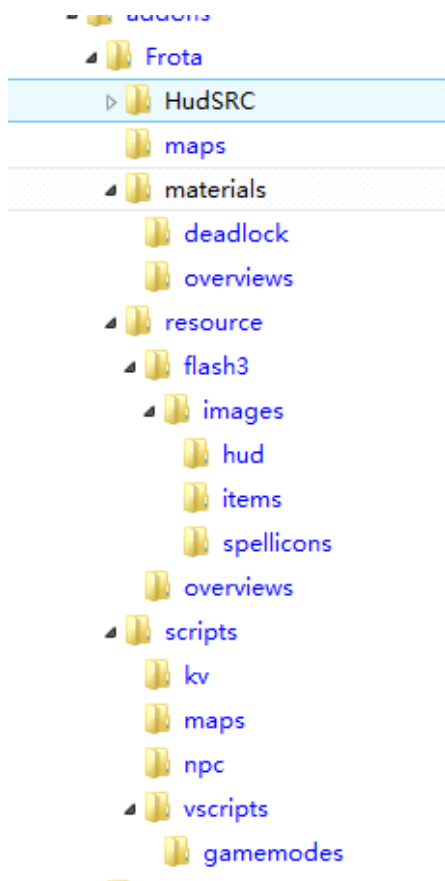 addons
Frota
HudSRC
maps
materials
deadlock
overviews
resource
flash3
images
hud
items
spellicons
overviews
scripts
kv
maps
npc
vscripts
gamemodes